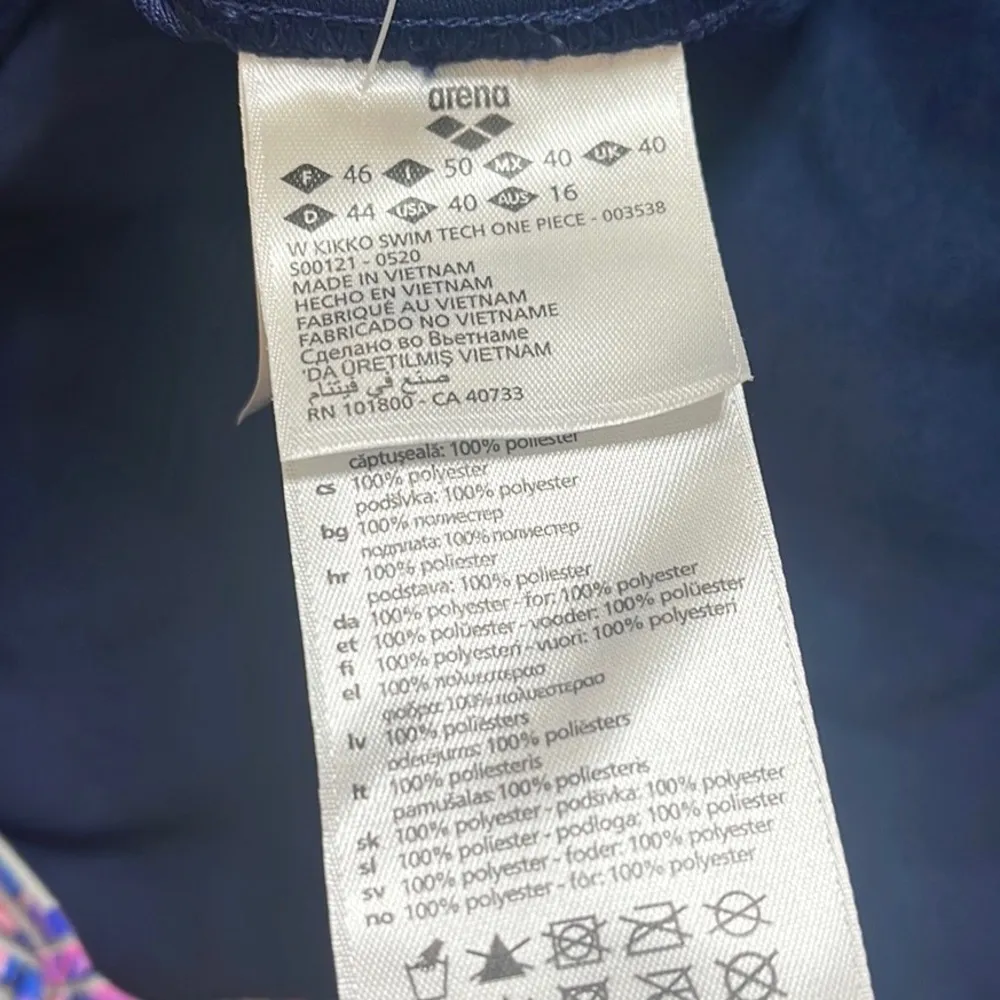 arena
F 46 I 50 MX 40 UK 40
D 44 USA 40 AUS 16
W KIKKO SWIM TECH ONE PIECE - 003538
S00121 - 0520
MADE IN VIETNAM
HECHO EN VIETNAM
FABRIQUÉ AU VIETNAM
FABRICADO NO VIETNAME
Сделано во Вьетнаме
'DA ÜRETILMIŞ VIETNAM
صنع في فيتنام
RN 101800 - CA 40733
căptuşeală: 100% poliester
cs 100% polyester
podšívka: 100% polyester
bg 100% полиестер
подплата: 100% полиестер
hr 100% poliester
podstava: 100% poliester
da 100% polyester - for: 100% polyester
et 100% polüester - vooder: 100% polüester
fi 100% polyesteri - vuori: 100% polyesteri
el 100% πολυεστεραο
φοδρα: 100% πολυεστεραο
lv 100% poliésters
oderējums: 100% poliésters
lt 100% poliesteris
pamušalas: 100% poliesteris
sk 100% polyester - podšívka: 100% polyester
sl 100% poliester - podloga: 100% poliester
sv 100% polyester - foder: 100% polyester
no 100% polyester - fôr: 100% polyester